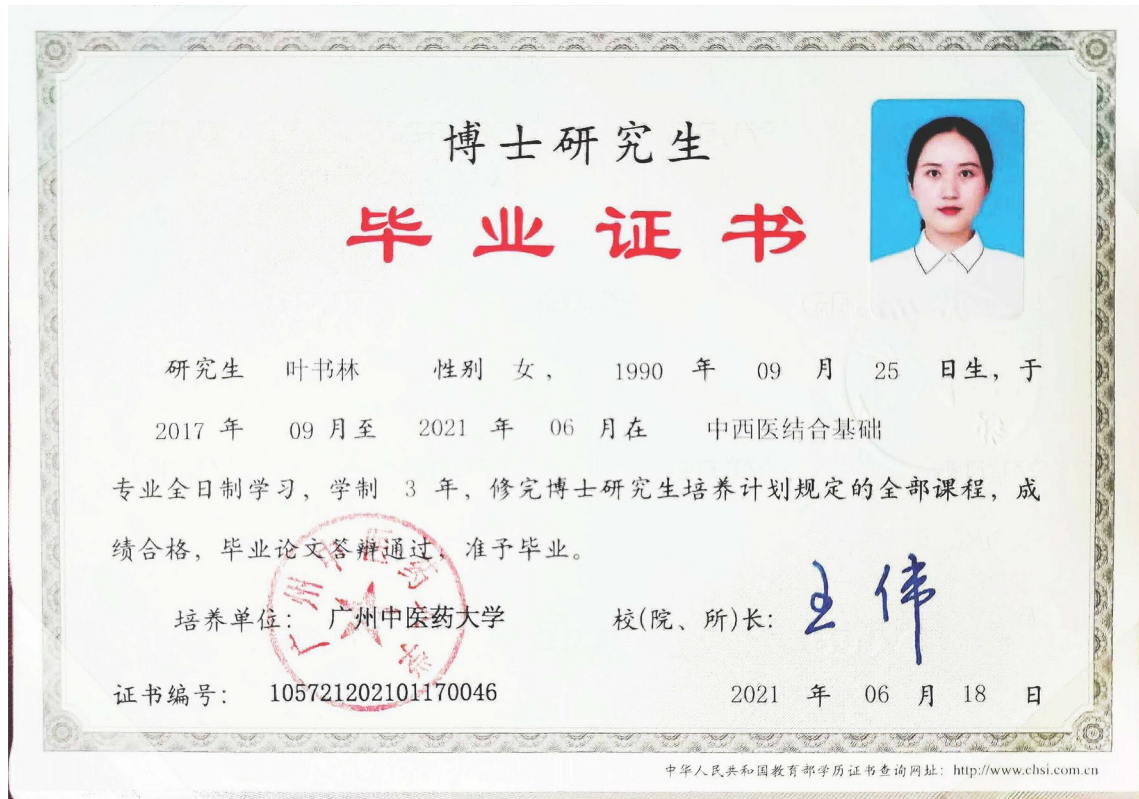 博士研究生
毕业证书
研究生 叶书林 性别 女， 1990 年 09 月 25 日生，于
2017 年 09 月至 2021 年 06 月在 中西医结合基础
专业全日制学习，学制 3 年，修完博士研究生培养计划规定的全部课程，成
绩合格，毕业论文答辩通过，准予毕业。
培养单位： 广州中医药大学 校(院、所)长： 王伟
广州中医药大学
证书编号： 105721202101170046 2021 年 06 月 18 日
中华人民共和国教育部学历证书查询网址：http://www.chsi.com.cn